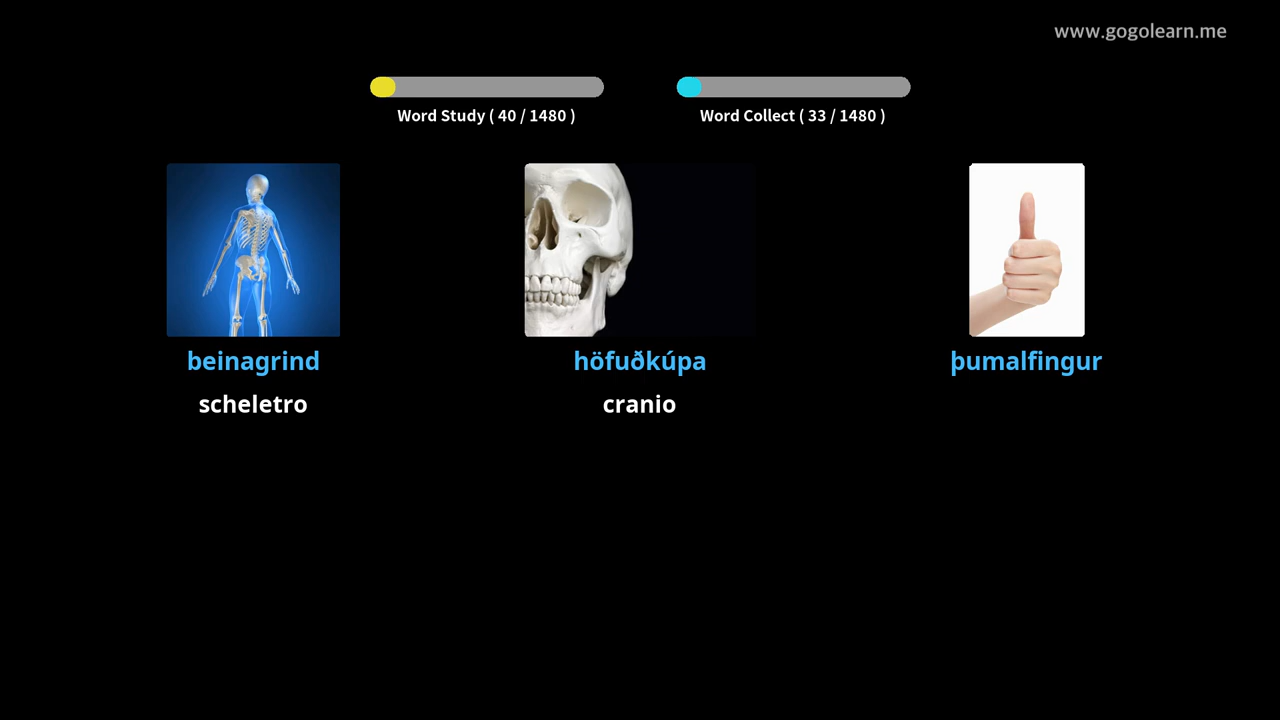 www.gogolearn.me
Word Study ( 40 / 1480 )
Word Collect ( 33 / 1480 )
beinagrind
höfuðkúpa
þumalfingur
scheletro
cranio